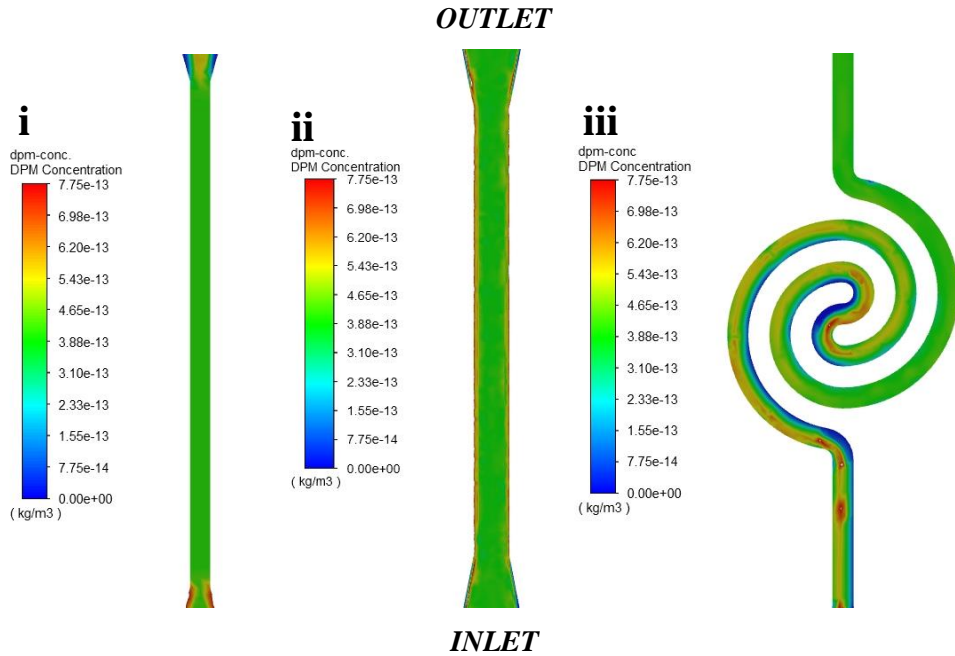 OUTLET
i
dpm-conc.
DPM Concentration
7.75e-13
6.98e-13
6.20e-13
5.43e-13
4.65e-13
3.88e-13
3.10e-13
2.33e-13
1.55e-13
7.75e-14
0.00e+00
( kg/m3 )
ii
dpm-conc.
DPM Concentration
7.75e-13
6.98e-13
6.20e-13
5.43e-13
4.65e-13
3.88e-13
3.10e-13
2.33e-13
1.55e-13
7.75e-14
0.00e+00
( kg/m3 )
iii
dpm-conc
DPM Concentration
7.75e-13
6.98e-13
6.20e-13
5.43e-13
4.65e-13
3.88e-13
3.10e-13
2.33e-13
1.55e-13
7.75e-14
0.00e+00
( kg/m3 )
INLET